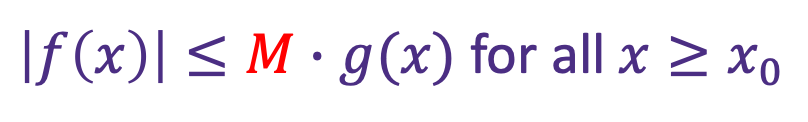 |f(x)| ≤ M · g(x) for all x ≥ x₀